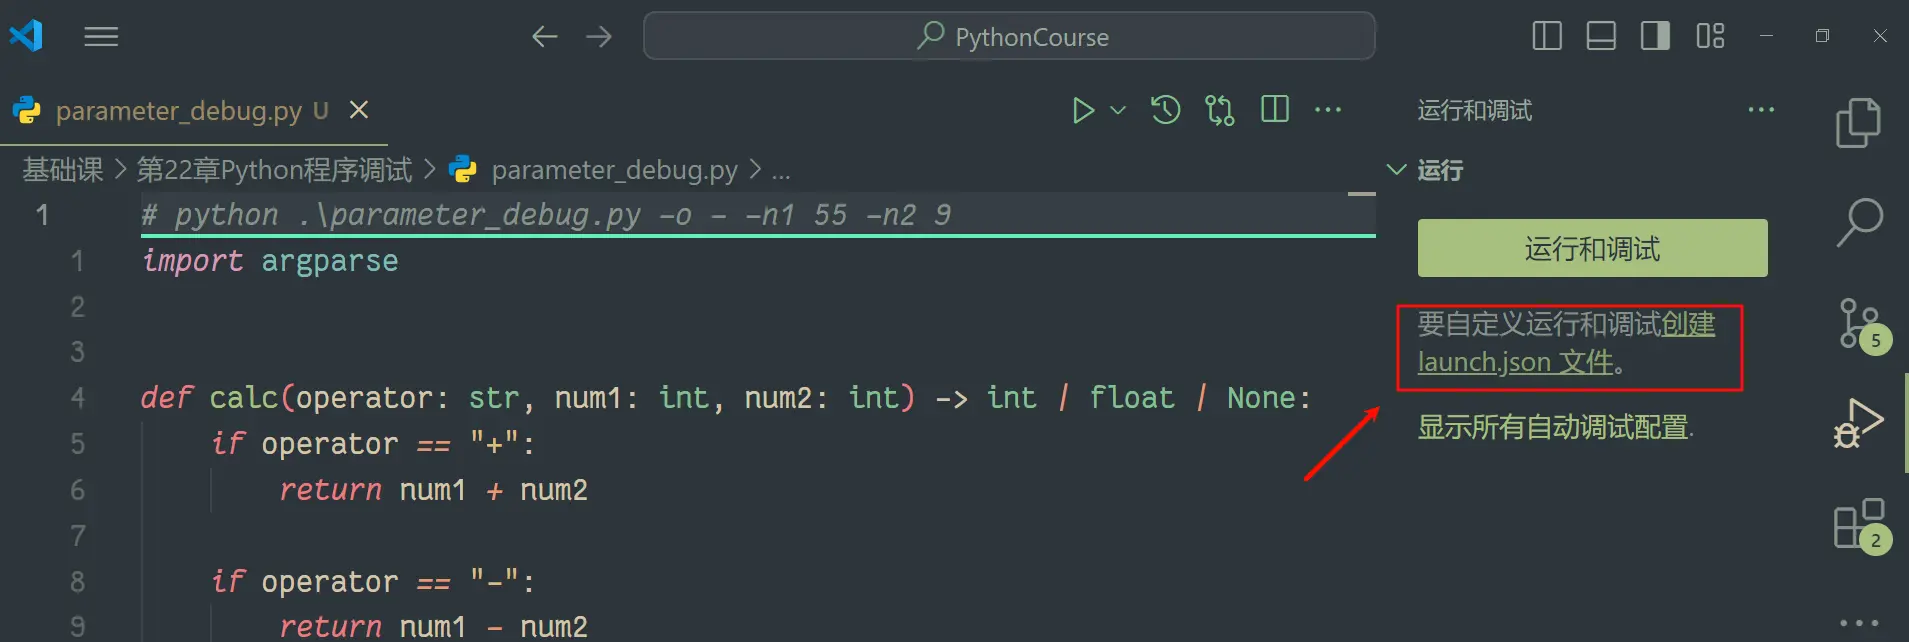 PythonCourse
parameter_debug.py U
基础课 > 第22章Python程序调试 > parameter_debug.py > ...
1 # python .\parameter_debug.py -o - -n1 55 -n2 9
1 import argparse
2
3
4 def calc(operator: str, num1: int, num2: int) -> int | float | None:
5 if operator == "+":
6 return num1 + num2
7
8 if operator == "-":
9 return num1 - num2
运行和调试
运行
运行和调试
要自定义运行和调试创建
launch.json 文件。
显示所有自动调试配置.
5
2